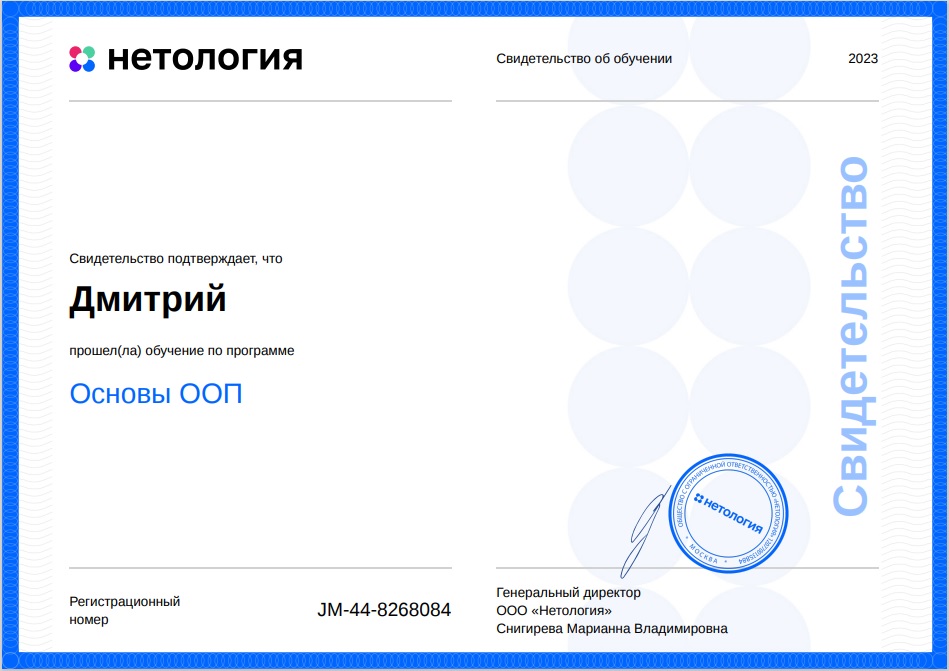 нетология
Свидетельство об обучении
2023
Свидетельство подтверждает, что
Дмитрий
прошел(ла) обучение по программе
Основы ООП
Свидетельство
ОБЩЕСТВО С ОГРАНИЧЕННОЙ ОТВЕТСТВЕННОСТЬЮ «НЕТОЛОГИЯ»
нетология
МОСКВА
Регистрационный
номер
JM-44-8268084
Генеральный директор
ООО «Нетология»
Снигирева Марианна Владимировна